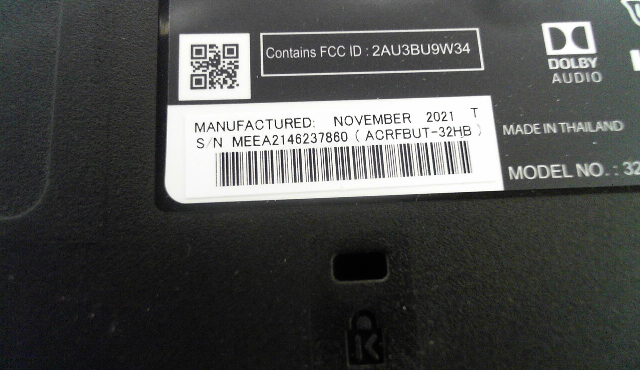 Contains FCC ID : 2AU3BU9W34
DOLBY
AUDIO
MANUFACTURED: NOVEMBER 2021 T
S/N MEEA2146237860 ( ACRFBUT-32HB )
MADE IN THAILAND
MODEL NO. : 32
K